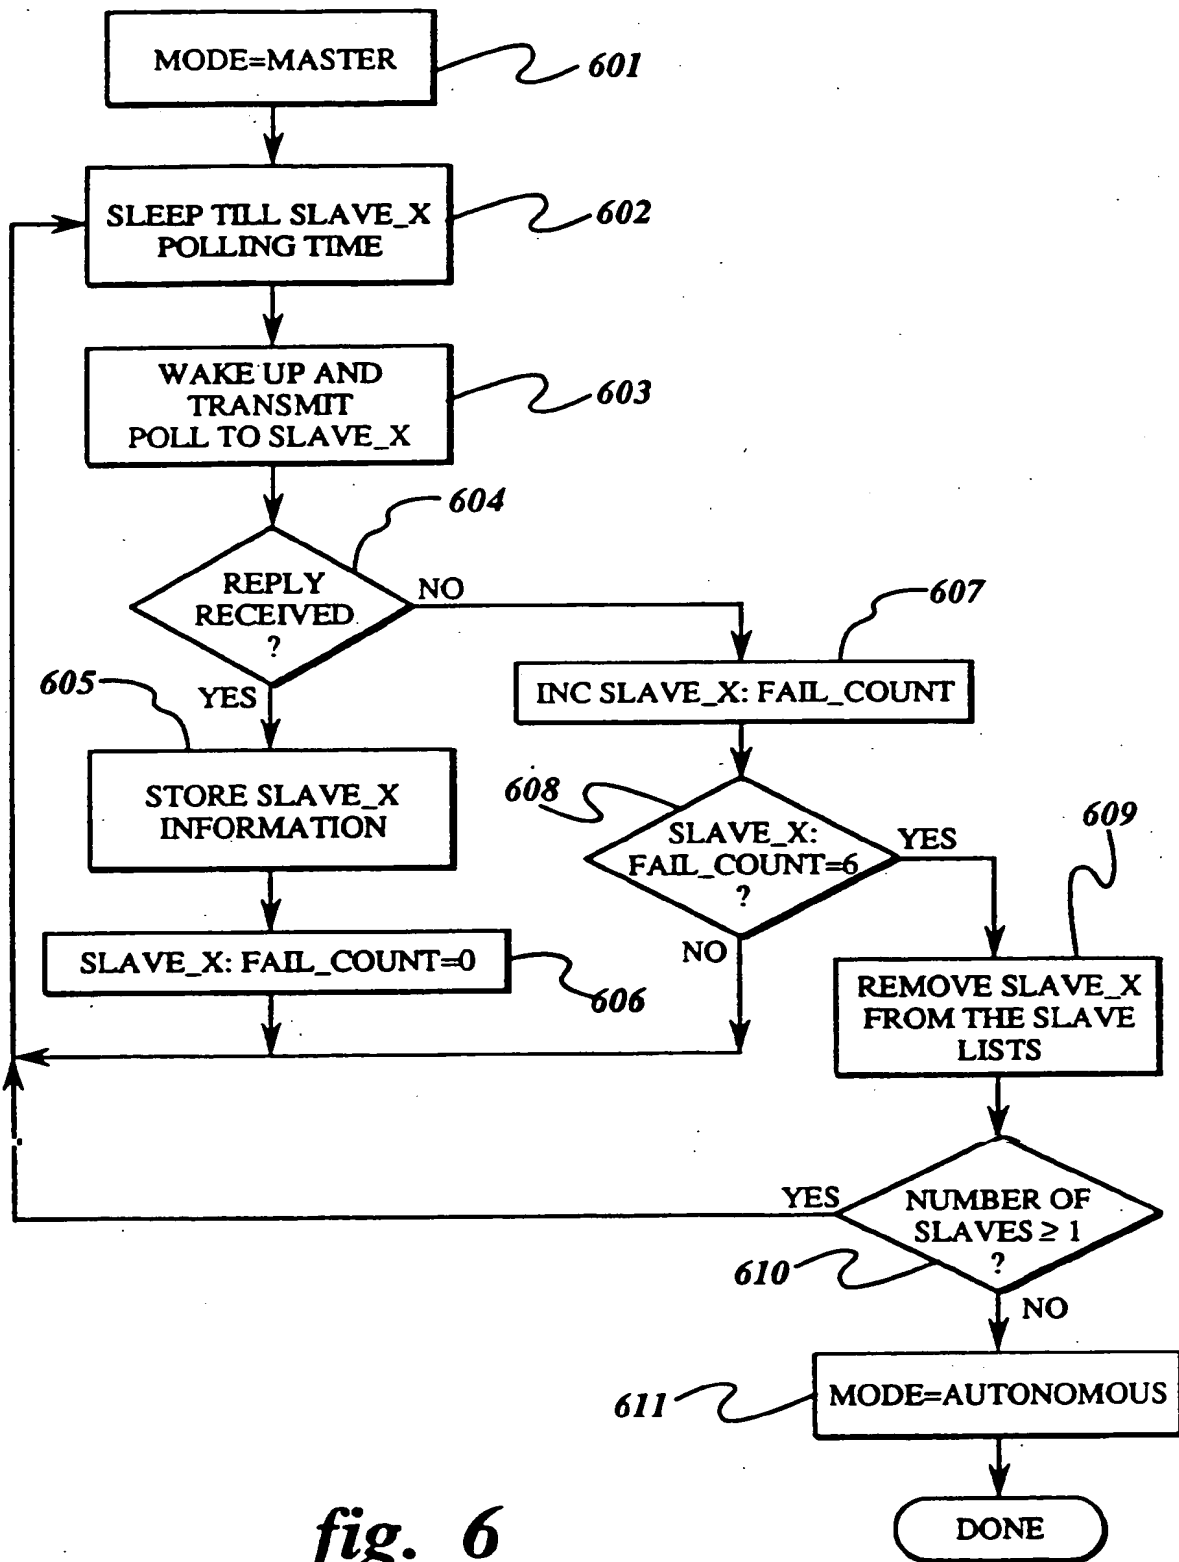 MODE=MASTER
601
SLEEP TILL SLAVE_X
POLLING TIME
602
WAKE UP AND
TRANSMIT
POLL TO SLAVE_X
603
604
REPLY
RECEIVED
?
NO
YES
607
INC SLAVE_X: FAIL_COUNT
605
STORE SLAVE_X
INFORMATION
608
SLAVE_X:
FAIL_COUNT=6
?
YES
NO
609
SLAVE_X: FAIL_COUNT=0
606
REMOVE SLAVE_X
FROM THE SLAVE
LISTS
YES
NUMBER OF
SLAVES ≥ 1
?
610
NO
611
MODE=AUTONOMOUS
DONE
fig. 6